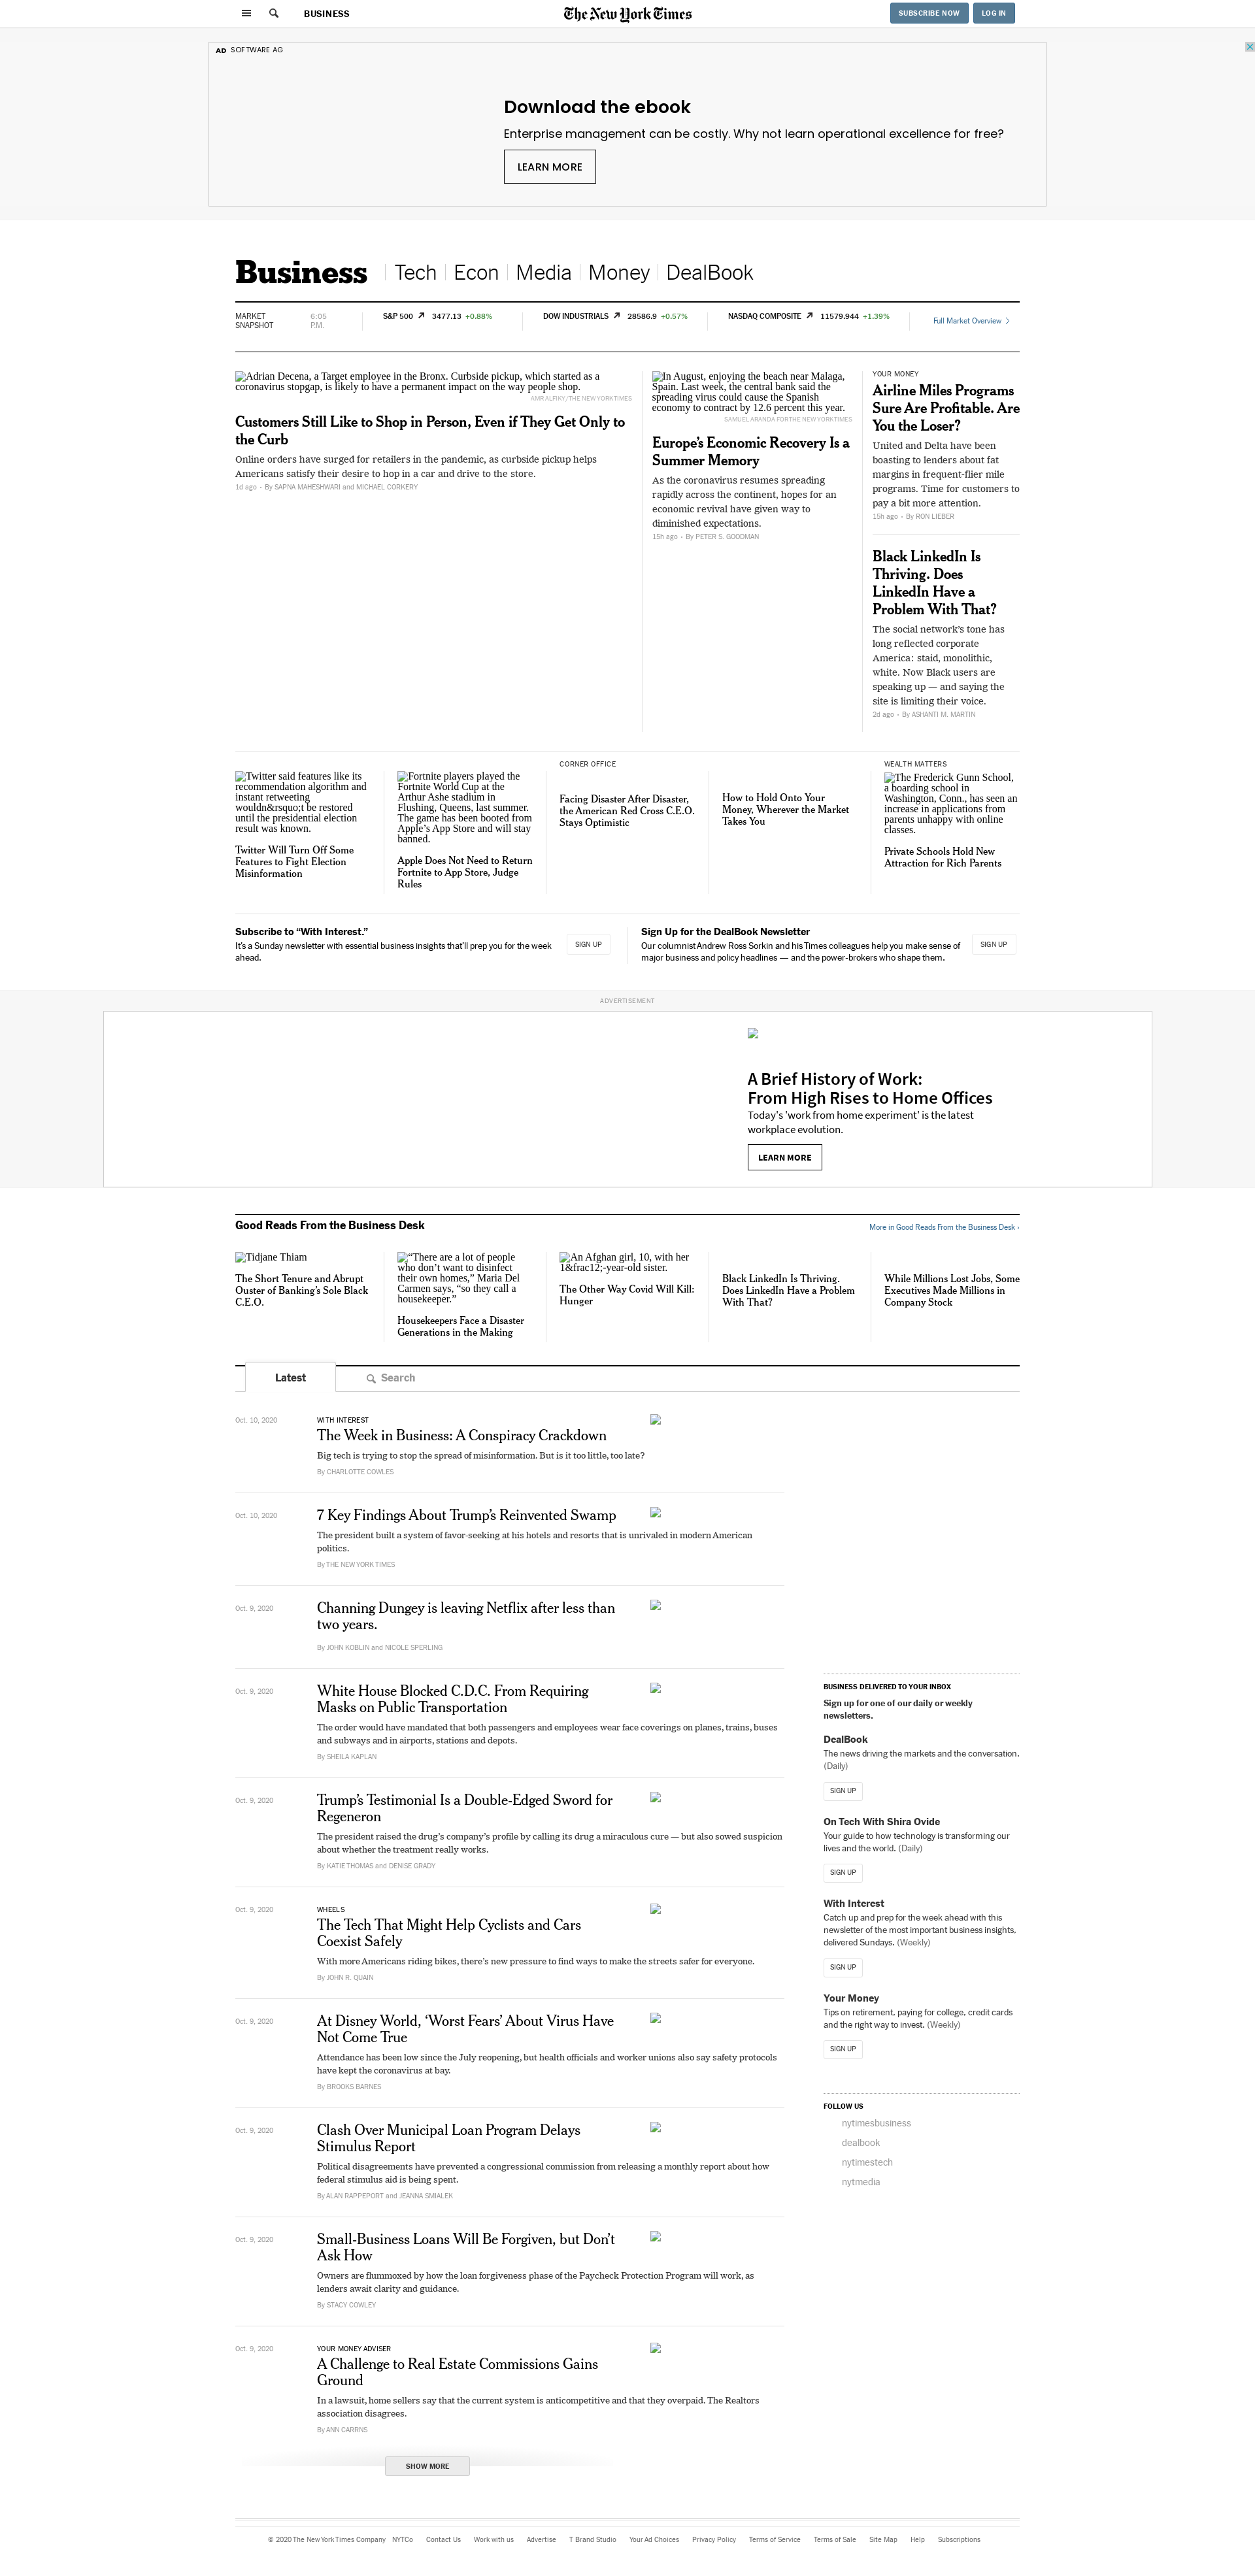 BUSINESS
The New York Times
SUBSCRIBE NOW
LOG IN
AD SOFTWARE AG
Download the ebook
Enterprise management can be costly. Why not learn operational excellence for free?
LEARN MORE
Business
Tech
Econ
Media
Money
DealBook
MARKET
SNAPSHOT
6:05
P.M.
S&P 500 3477.13 +0.88%
DOW INDUSTRIALS 28586.9 +0.57%
NASDAQ COMPOSITE 11579.944 +1.39%
Full Market Overview
Adrian Decena, a Target employee in the Bronx. Curbside pickup, which started as a
coronavirus stopgap, is likely to have a permanent impact on the way people shop.
AMR ALFIKY/THE NEW YORK TIMES
Customers Still Like to Shop in Person, Even if They Get Only to
the Curb
Online orders have surged for retailers in the pandemic, as curbside pickup helps
Americans satisfy their desire to hop in a car and drive to the store.
1d ago • By SAPNA MAHESHWARI and MICHAEL CORKERY
In August, enjoying the beach near Malaga,
Spain. Last week, the central bank said the
spreading virus could cause the Spanish
economy to contract by 12.6 percent this year.
SAMUEL ARANDA FOR THE NEW YORK TIMES
Europe’s Economic Recovery Is a
Summer Memory
As the coronavirus resumes spreading
rapidly across the continent, hopes for an
economic revival have given way to
diminished expectations.
15h ago • By PETER S. GOODMAN
YOUR MONEY
Airline Miles Programs
Sure Are Profitable. Are
You the Loser?
United and Delta have been
boasting to lenders about fat
margins in frequent-flier mile
programs. Time for customers to
pay a bit more attention.
15h ago • By RON LIEBER
Black LinkedIn Is
Thriving. Does
LinkedIn Have a
Problem With That?
The social network’s tone has
long reflected corporate
America: staid, monolithic,
white. Now Black users are
speaking up — and saying the
site is limiting their voice.
2d ago • By ASHANTI M. MARTIN
Twitter said features like its
recommendation algorithm and
instant retweeting
wouldn&rsquo;t be restored
until the presidential election
result was known.
Twitter Will Turn Off Some
Features to Fight Election
Misinformation
Fortnite players played the
Fortnite World Cup at the
Arthur Ashe stadium in
Flushing, Queens, last summer.
The game has been booted from
Apple’s App Store and will stay
banned.
Apple Does Not Need to Return
Fortnite to App Store, Judge
Rules
CORNER OFFICE
Facing Disaster After Disaster,
the American Red Cross C.E.O.
Stays Optimistic
How to Hold Onto Your
Money, Wherever the Market
Takes You
WEALTH MATTERS
The Frederick Gunn School,
a boarding school in
Washington, Conn., has seen an
increase in applications from
parents unhappy with online
classes.
Private Schools Hold New
Attraction for Rich Parents
Subscribe to “With Interest.”
It’s a Sunday newsletter with essential business insights that’ll prep you for the week
ahead.
SIGN UP
Sign Up for the DealBook Newsletter
Our columnist Andrew Ross Sorkin and his Times colleagues help you make sense of
major business and policy headlines — and the power-brokers who shape them.
SIGN UP
ADVERTISEMENT
A Brief History of Work:
From High Rises to Home Offices
Today's 'work from home experiment' is the latest
workplace evolution.
LEARN MORE
Good Reads From the Business Desk
More in Good Reads From the Business Desk ›
Tidjane Thiam
The Short Tenure and Abrupt
Ouster of Banking’s Sole Black
C.E.O.
“There are a lot of people
who don’t want to disinfect
their own homes,” Maria Del
Carmen says, “so they call a
housekeeper.”
Housekeepers Face a Disaster
Generations in the Making
An Afghan girl, 10, with her
1&frac12;-year-old sister.
The Other Way Covid Will Kill:
Hunger
Black LinkedIn Is Thriving.
Does LinkedIn Have a Problem
With That?
While Millions Lost Jobs, Some
Executives Made Millions in
Company Stock
Latest
Search
Oct. 10, 2020
WITH INTEREST
The Week in Business: A Conspiracy Crackdown
Big tech is trying to stop the spread of misinformation. But is it too little, too late?
By CHARLOTTE COWLES
Oct. 10, 2020
7 Key Findings About Trump’s Reinvented Swamp
The president built a system of favor-seeking at his hotels and resorts that is unrivaled in modern American
politics.
By THE NEW YORK TIMES
Oct. 9, 2020
Channing Dungey is leaving Netflix after less than
two years.
By JOHN KOBLIN and NICOLE SPERLING
Oct. 9, 2020
White House Blocked C.D.C. From Requiring
Masks on Public Transportation
The order would have mandated that both passengers and employees wear face coverings on planes, trains, buses
and subways and in airports, stations and depots.
By SHEILA KAPLAN
Oct. 9, 2020
Trump’s Testimonial Is a Double-Edged Sword for
Regeneron
The president raised the drug’s company’s profile by calling its drug a miraculous cure — but also sowed suspicion
about whether the treatment really works.
By KATIE THOMAS and DENISE GRADY
Oct. 9, 2020
WHEELS
The Tech That Might Help Cyclists and Cars
Coexist Safely
With more Americans riding bikes, there’s new pressure to find ways to make the streets safer for everyone.
By JOHN R. QUAIN
Oct. 9, 2020
At Disney World, ‘Worst Fears’ About Virus Have
Not Come True
Attendance has been low since the July reopening, but health officials and worker unions also say safety protocols
have kept the coronavirus at bay.
By BROOKS BARNES
Oct. 9, 2020
Clash Over Municipal Loan Program Delays
Stimulus Report
Political disagreements have prevented a congressional commission from releasing a monthly report about how
federal stimulus aid is being spent.
By ALAN RAPPEPORT and JEANNA SMIALEK
Oct. 9, 2020
Small-Business Loans Will Be Forgiven, but Don’t
Ask How
Owners are flummoxed by how the loan forgiveness phase of the Paycheck Protection Program will work, as
lenders await clarity and guidance.
By STACY COWLEY
Oct. 9, 2020
YOUR MONEY ADVISER
A Challenge to Real Estate Commissions Gains
Ground
In a lawsuit, home sellers say that the current system is anticompetitive and that they overpaid. The Realtors
association disagrees.
By ANN CARRNS
SHOW MORE
BUSINESS DELIVERED TO YOUR INBOX
Sign up for one of our daily or weekly
newsletters.
DealBook
The news driving the markets and the conversation.
(Daily)
SIGN UP
On Tech With Shira Ovide
Your guide to how technology is transforming our
lives and the world. (Daily)
SIGN UP
With Interest
Catch up and prep for the week ahead with this
newsletter of the most important business insights,
delivered Sundays. (Weekly)
SIGN UP
Your Money
Tips on retirement, paying for college, credit cards
and the right way to invest. (Weekly)
SIGN UP
FOLLOW US
nytimesbusiness
dealbook
nytimestech
nytmedia
© 2020 The New York Times Company NYTCo Contact Us Work with us Advertise T Brand Studio Your Ad Choices Privacy Policy Terms of Service Terms of Sale Site Map Help Subscriptions